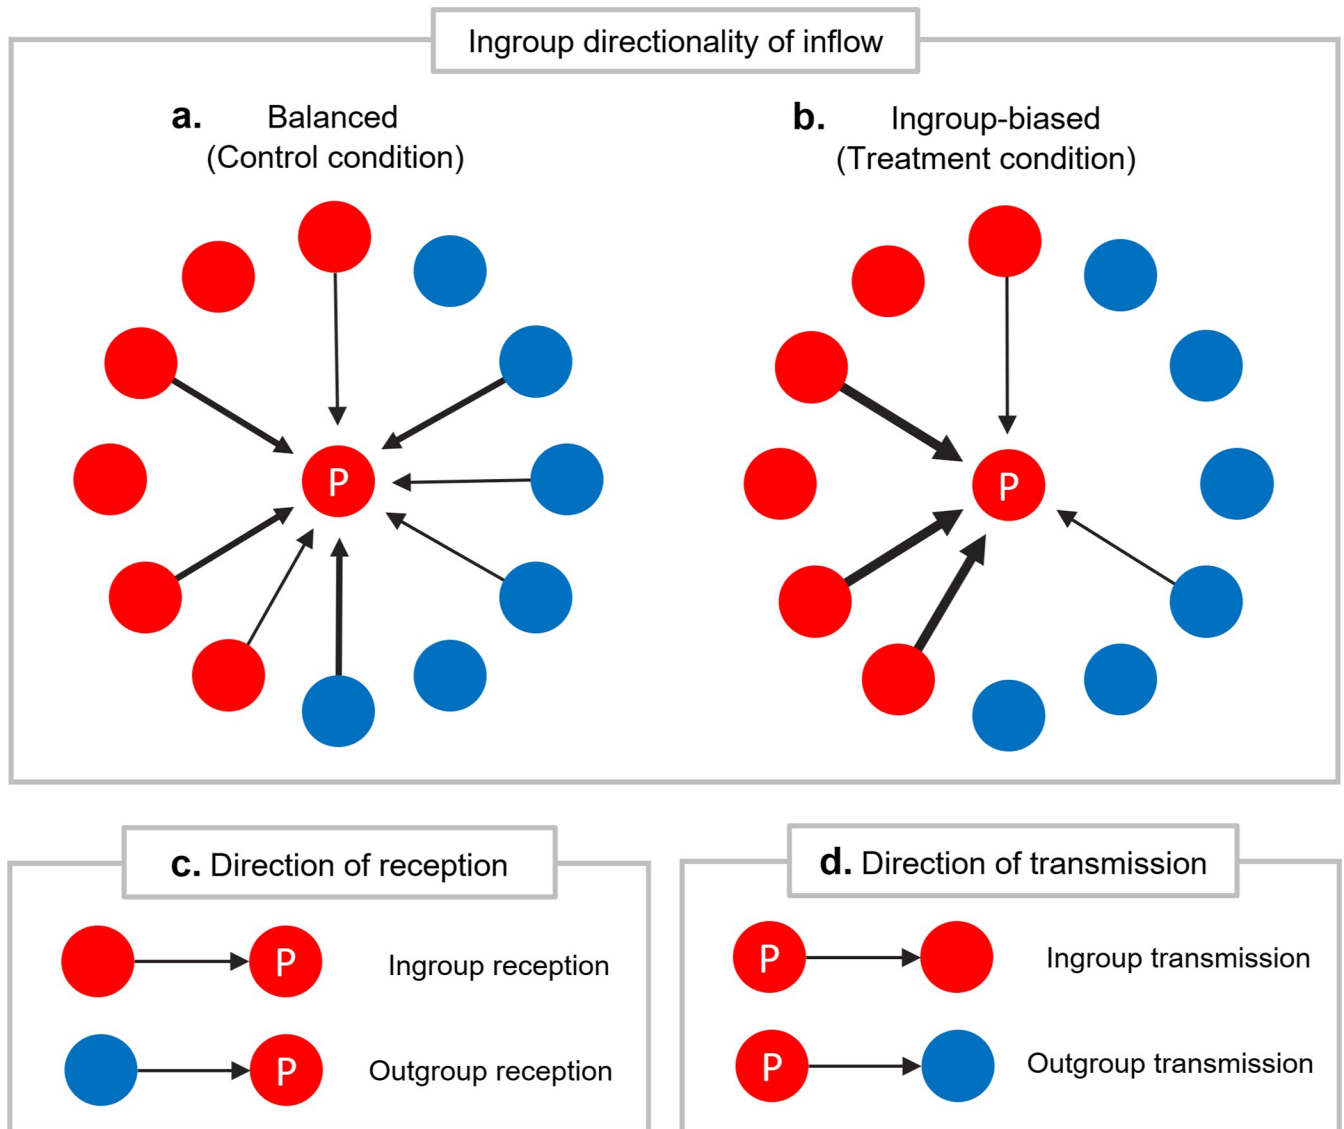 Ingroup directionality of inflow
a. Balanced
(Control condition)
P
b. Ingroup-biased
(Treatment condition)
P
c. Direction of reception
P Ingroup reception
P Outgroup reception
d. Direction of transmission
P Ingroup transmission
P Outgroup transmission